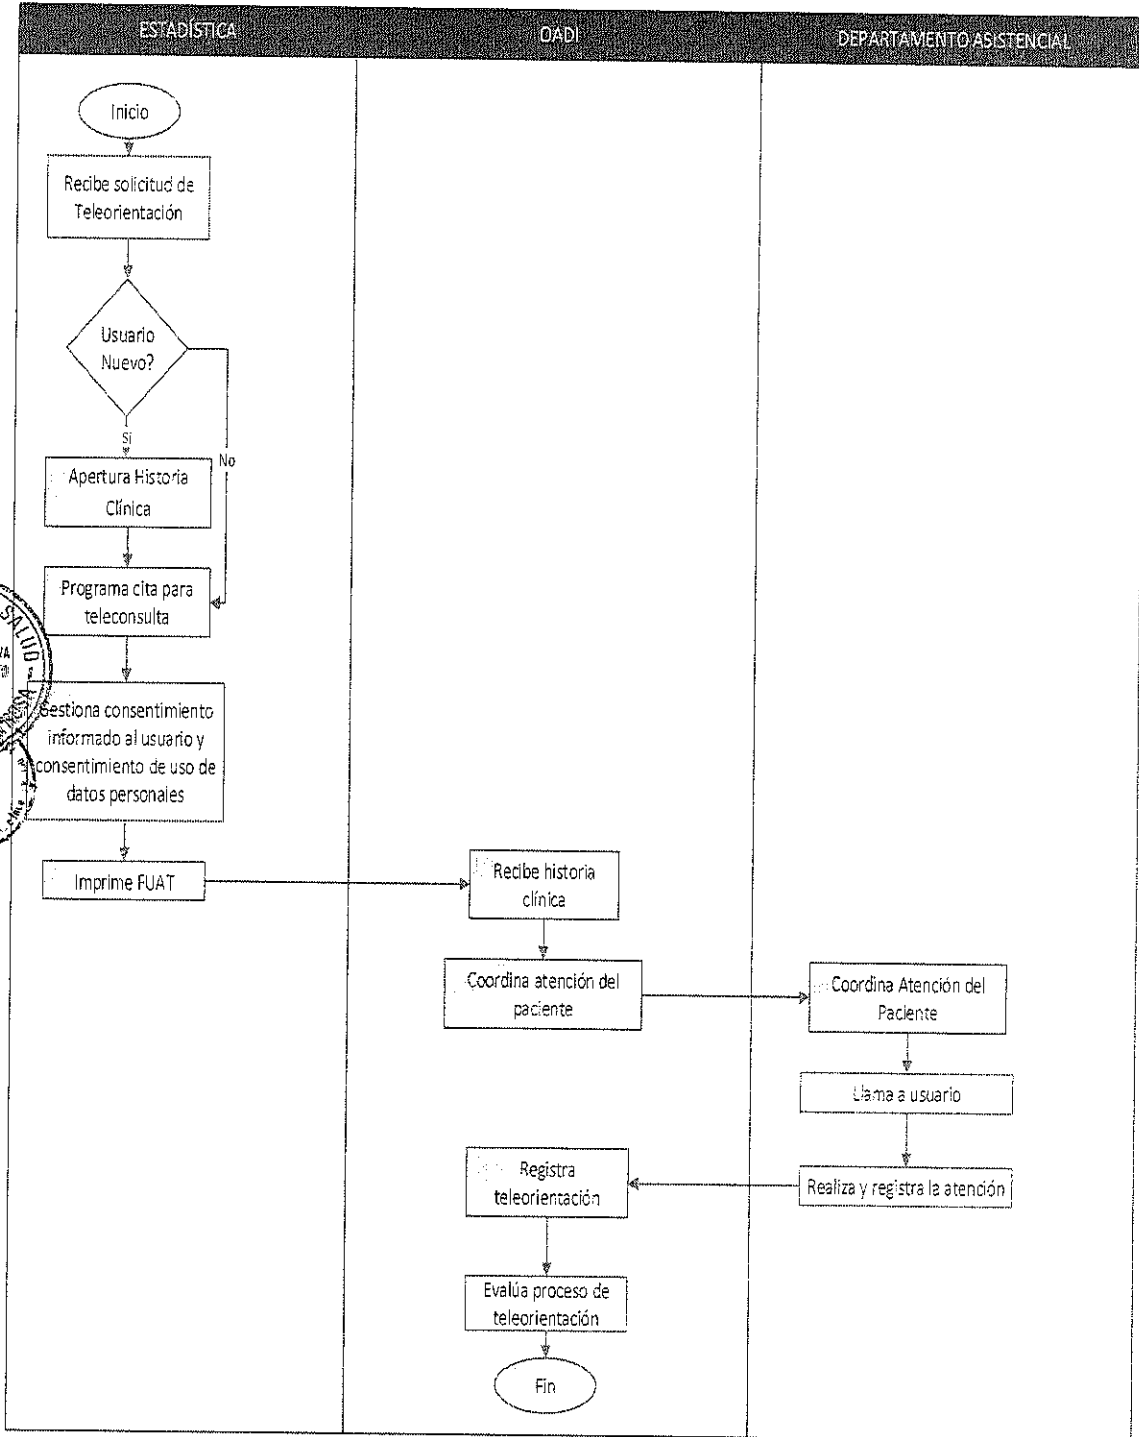 ESTADÍSTICA
OADI
DEPARTAMENTO ASISTENCIAL
Inicio
Recibe solicitud de
Teleorientación
Usuario
Nuevo?
Si
No
Apertura Historia
Clínica
Programa cita para
teleconsulta
SALUD
Gestiona consentimiento
informado al usuario y
consentimiento de uso de
datos personales
Imprime FUAT
Recibe historia
clínica
Coordina atención del
paciente
Coordina Atención del
Paciente
Llama a usuario
Realiza y registra la atención
Registra
teleorientación
Evalúa proceso de
teleorientación
Fin